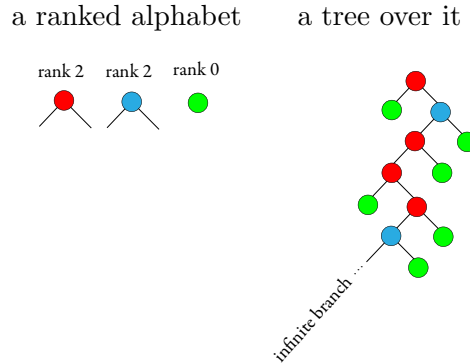 a ranked alphabet
a tree over it
rank 2
rank 2
rank 0
infinite branch